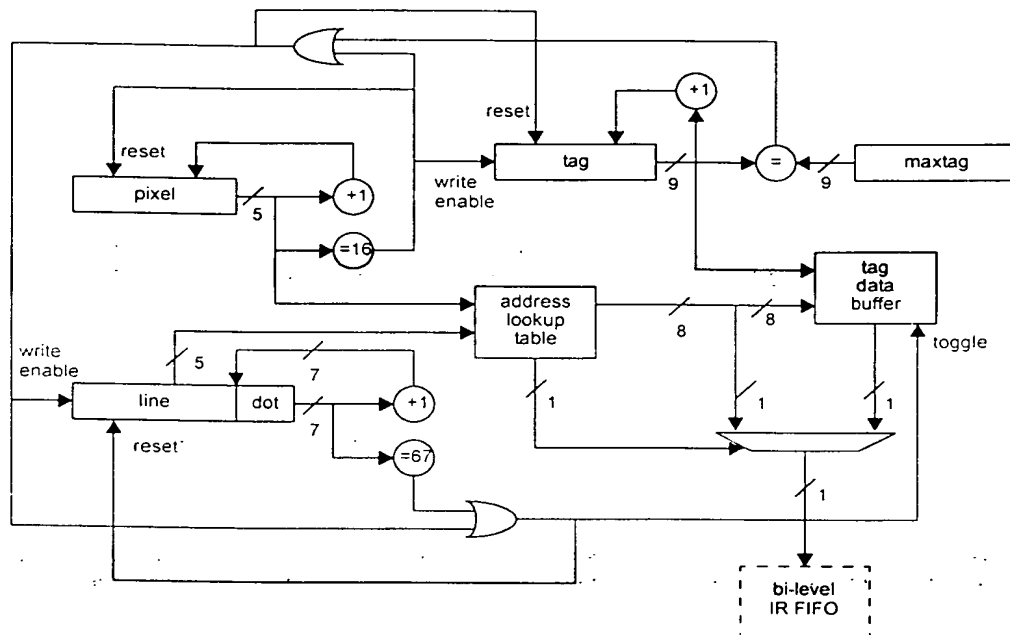 reset
+1
reset
tag
9
=
9
maxtag
write
enable
pixel
5
+1
=16
tag
data
buffer
address
lookup
table
8
8
toggle
5
7
write
enable
line
dot
7
+1
1
1
1
reset
=67
1
bi-level
IR FIFO